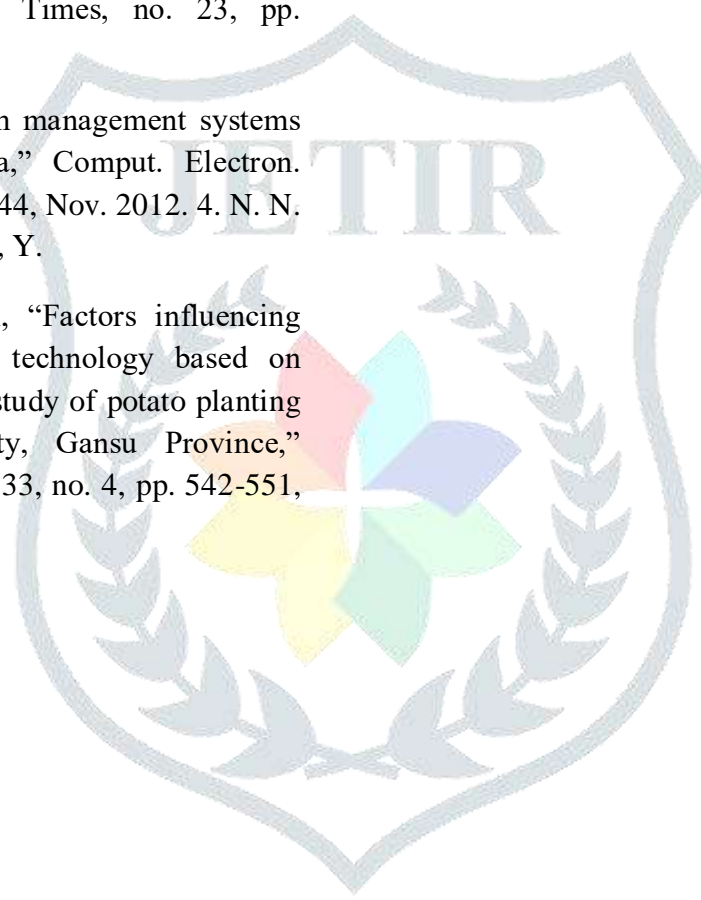 Times, no. 23, pp.
n management systems
a,” Comput. Electron.
44, Nov. 2012. 4. N. N.
, Y.
, “Factors influencing
technology based on
study of potato planting
ty, Gansu Province,”
33, no. 4, pp. 542-551,
JETIR